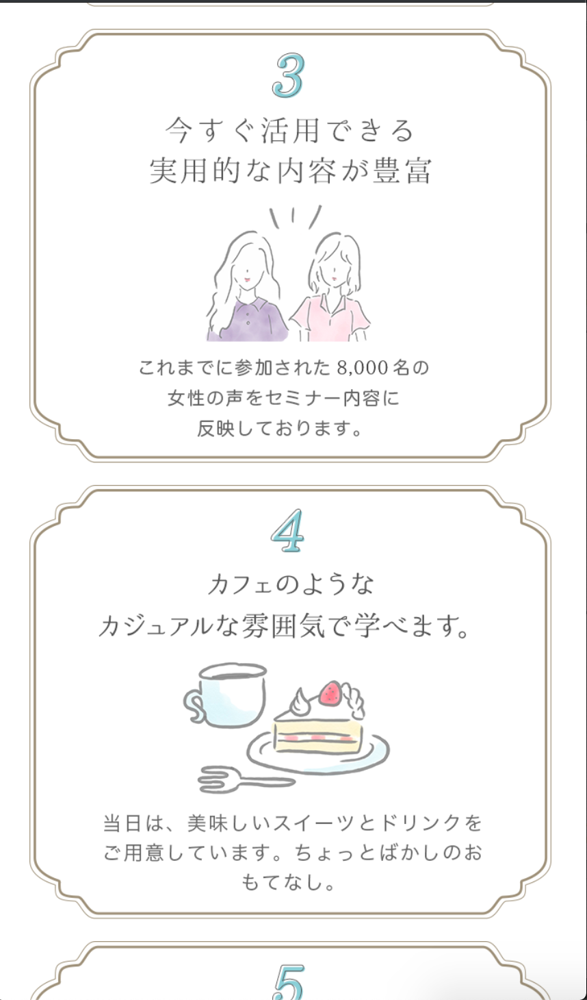 3
今すぐ活用できる
実用的な内容が豊富
これまでに参加された 8,000 名の
女性の声をセミナー内容に
反映しております。
4
カフェのような
カジュアルな雰囲気で学べます。
当日は、美味しいスイーツとドリンクを
ご用意しています。ちょっとばかしのお
もてなし。
5